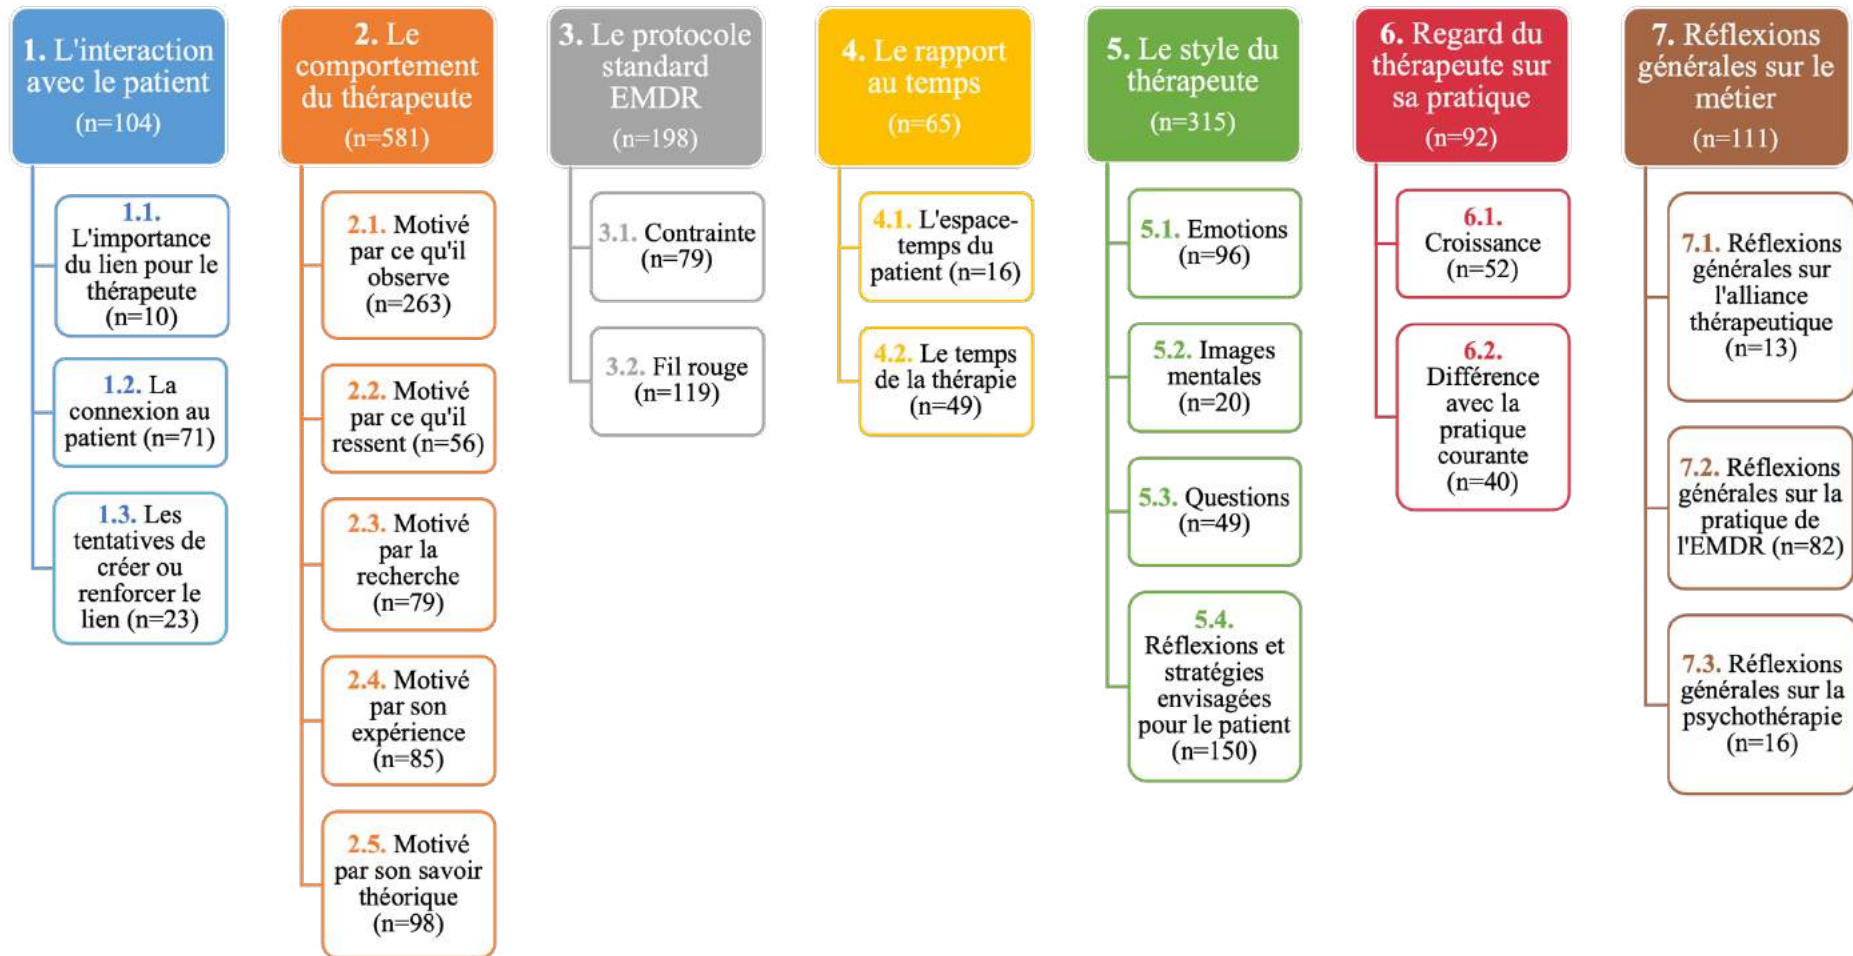 1. L'interaction
avec le patient
(n=104)
1.1.
L'importance
du lien pour le
thérapeute
(n=10)
1.2. La
connexion au
patient (n=71)
1.3. Les
tentatives de
créer ou
renforcer le
lien (n=23)
2. Le
comportement
du thérapeute
(n=581)
2.1. Motivé
par ce qu'il
observe
(n=263)
2.2. Motivé
par ce qu'il
ressent (n=56)
2.3. Motivé
par la
recherche
(n=79)
2.4. Motivé
par son
expérience
(n=85)
2.5. Motivé
par son savoir
théorique
(n=98)
3. Le protocole
standard
EMDR
(n=198)
3.1. Contrainte
(n=79)
3.2. Fil rouge
(n=119)
4. Le rapport
au temps
(n=65)
4.1. L'espace-
temps du
patient (n=16)
4.2. Le temps
de la thérapie
(n=49)
5. Le style du
thérapeute
(n=315)
5.1. Emotions
(n=96)
5.2. Images
mentales
(n=20)
5.3. Questions
(n=49)
5.4.
Réflexions et
stratégies
envisagées
pour le patient
(n=150)
6. Regard du
thérapeute sur
sa pratique
(n=92)
6.1.
Croissance
(n=52)
6.2.
Différence
avec la
pratique
courante
(n=40)
7. Réflexions
générales sur le
métier
(n=111)
7.1. Réflexions
générales sur
l'alliance
thérapeutique
(n=13)
7.2. Réflexions
générales sur la
pratique de
l'EMDR (n=82)
7.3. Réflexions
générales sur la
psychothérapie
(n=16)